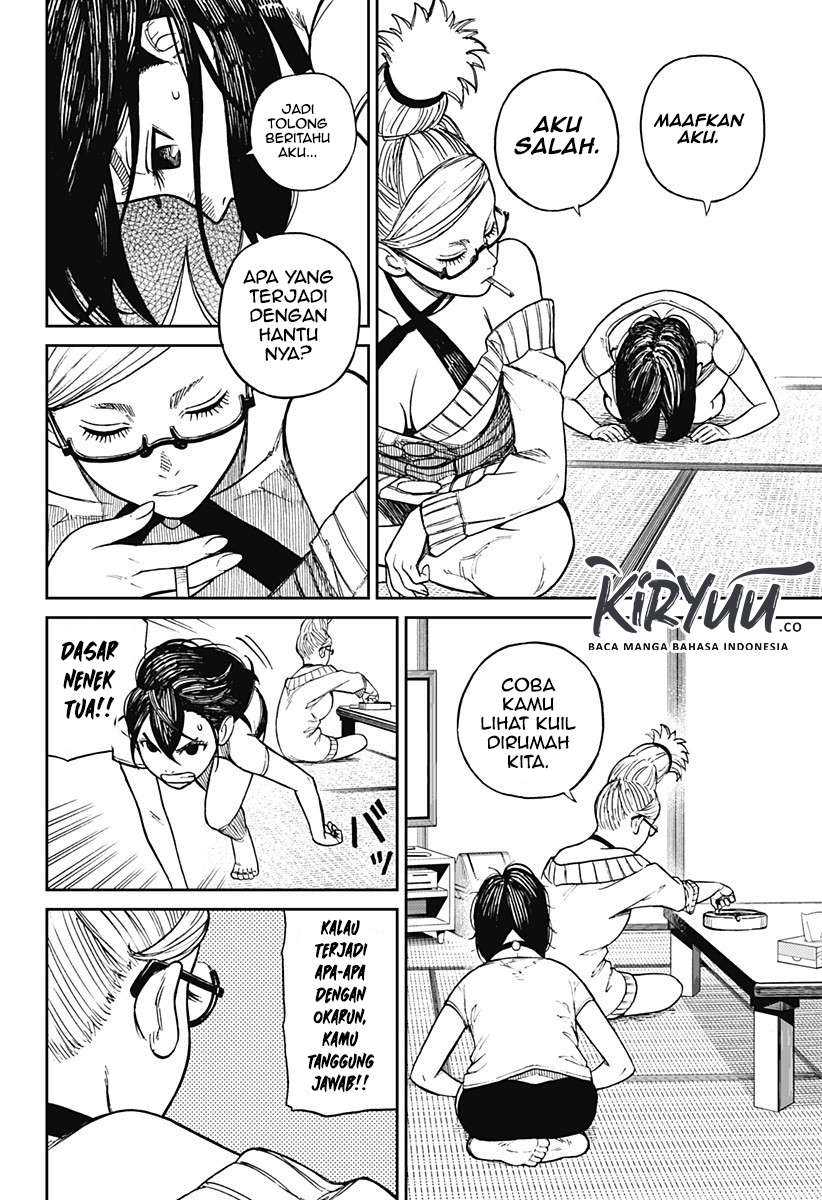 MAAFKAN
AKU.
AKU
SALAH.
JADI
TOLONG
BERITAHU
AKU...
APA YANG
TERJADI
DENGAN
HANTU
NYA?
KIRYUU.CO
BACA MANGA BAHASA INDONESIA
COBA
KAMU
LIHAT KUIL
DIRUMAH
KITA.
DASAR
NENEK
TUA!!
バッ
KALAU
TERJADI
APA-APA
DENGAN
OKARUN,
KAMU
TANGGUNG
JAWAB!!